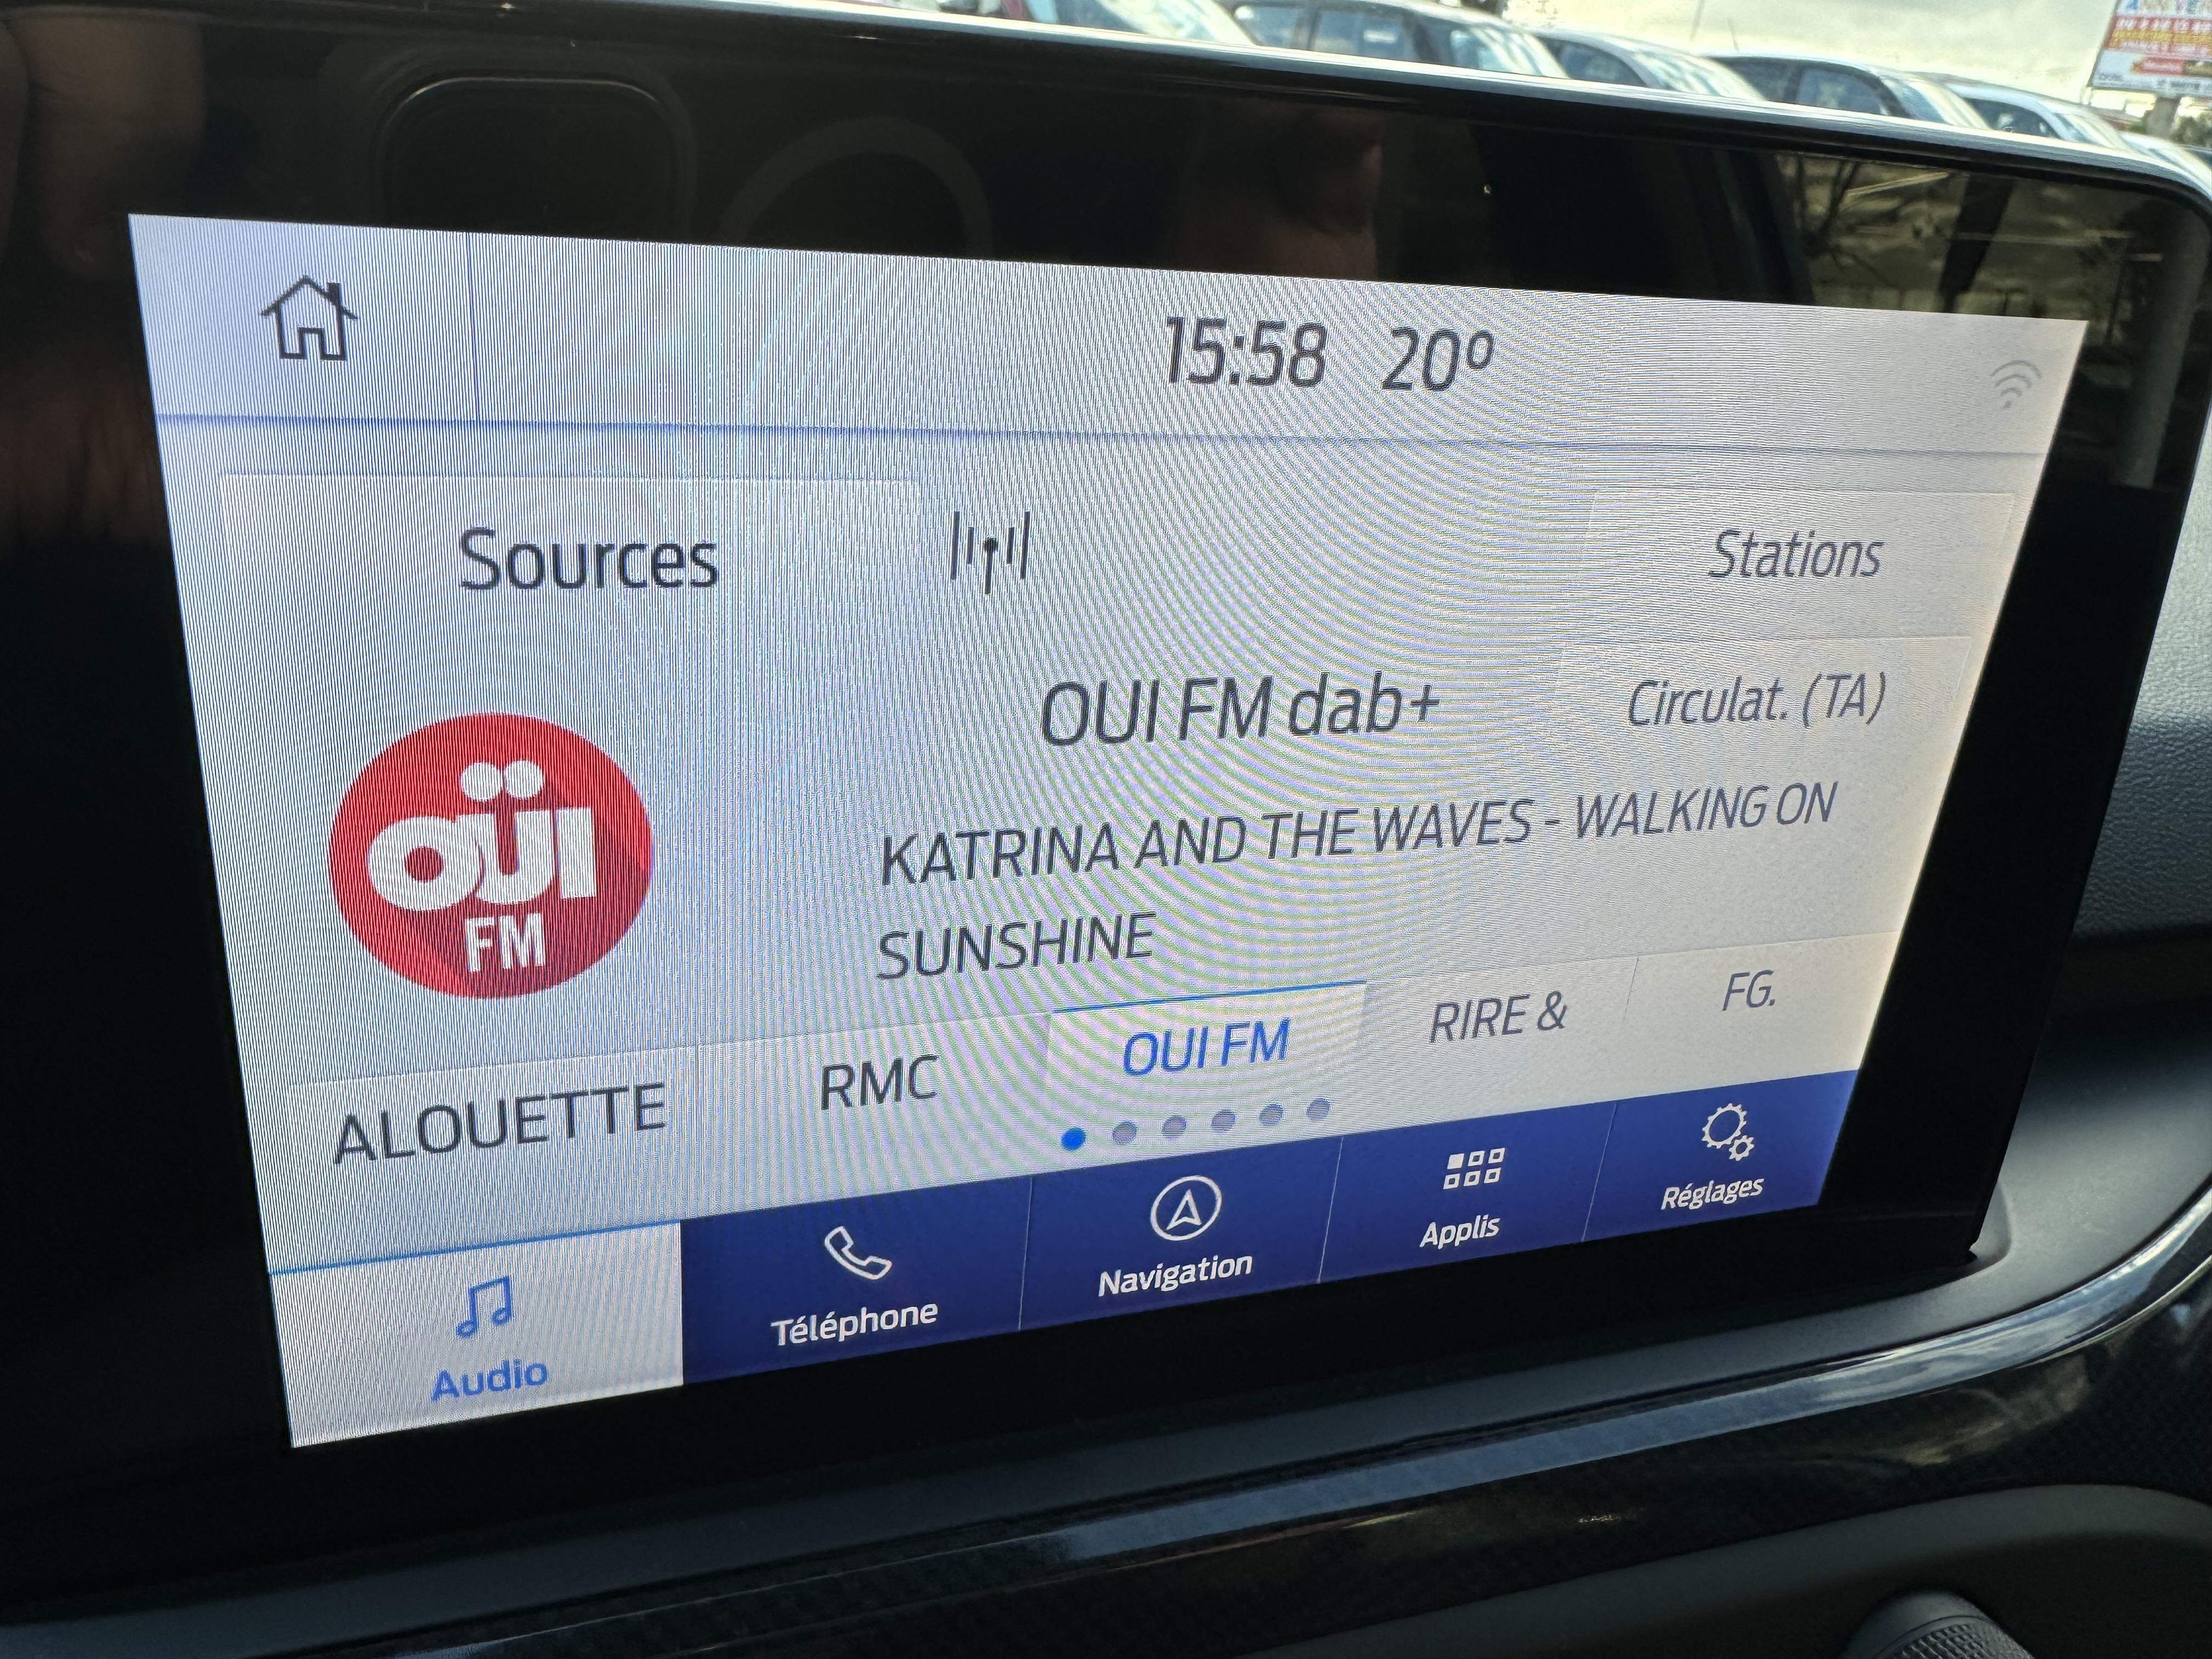 15:58 20°
Sources
Stations
OUI FM dab+
Circulat. (TA)
OÜI
FM
KATRINA AND THE WAVES - WALKING ON
SUNSHINE
ALOUETTE RMC OUI FM RIRE & FG.
Audio Téléphone Navigation Applis Réglages